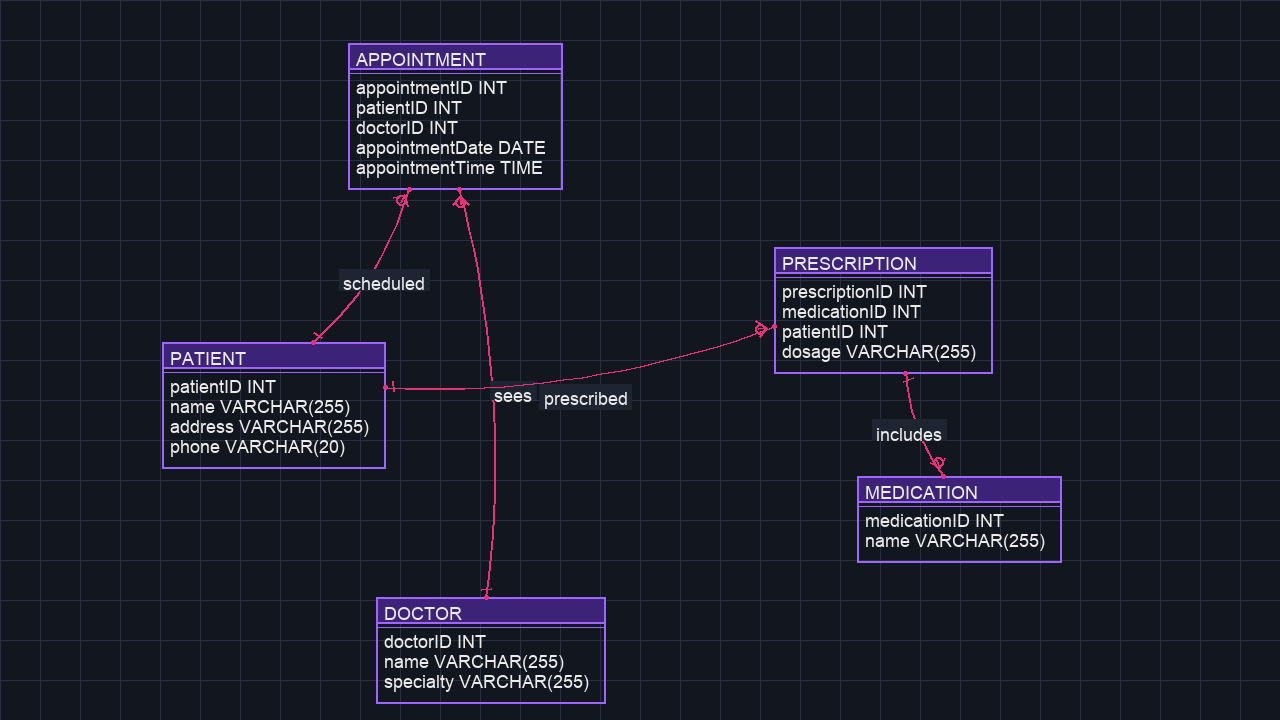 APPOINTMENT
appointmentID INT
patientID INT
doctorID INT
appointmentDate DATE
appointmentTime TIME
scheduled
PRESCRIPTION
prescriptionID INT
medicationID INT
patientID INT
dosage VARCHAR(255)
PATIENT
patientID INT
name VARCHAR(255)
address VARCHAR(255)
phone VARCHAR(20)
sees
prescribed
includes
MEDICATION
medicationID INT
name VARCHAR(255)
DOCTOR
doctorID INT
name VARCHAR(255)
specialty VARCHAR(255)